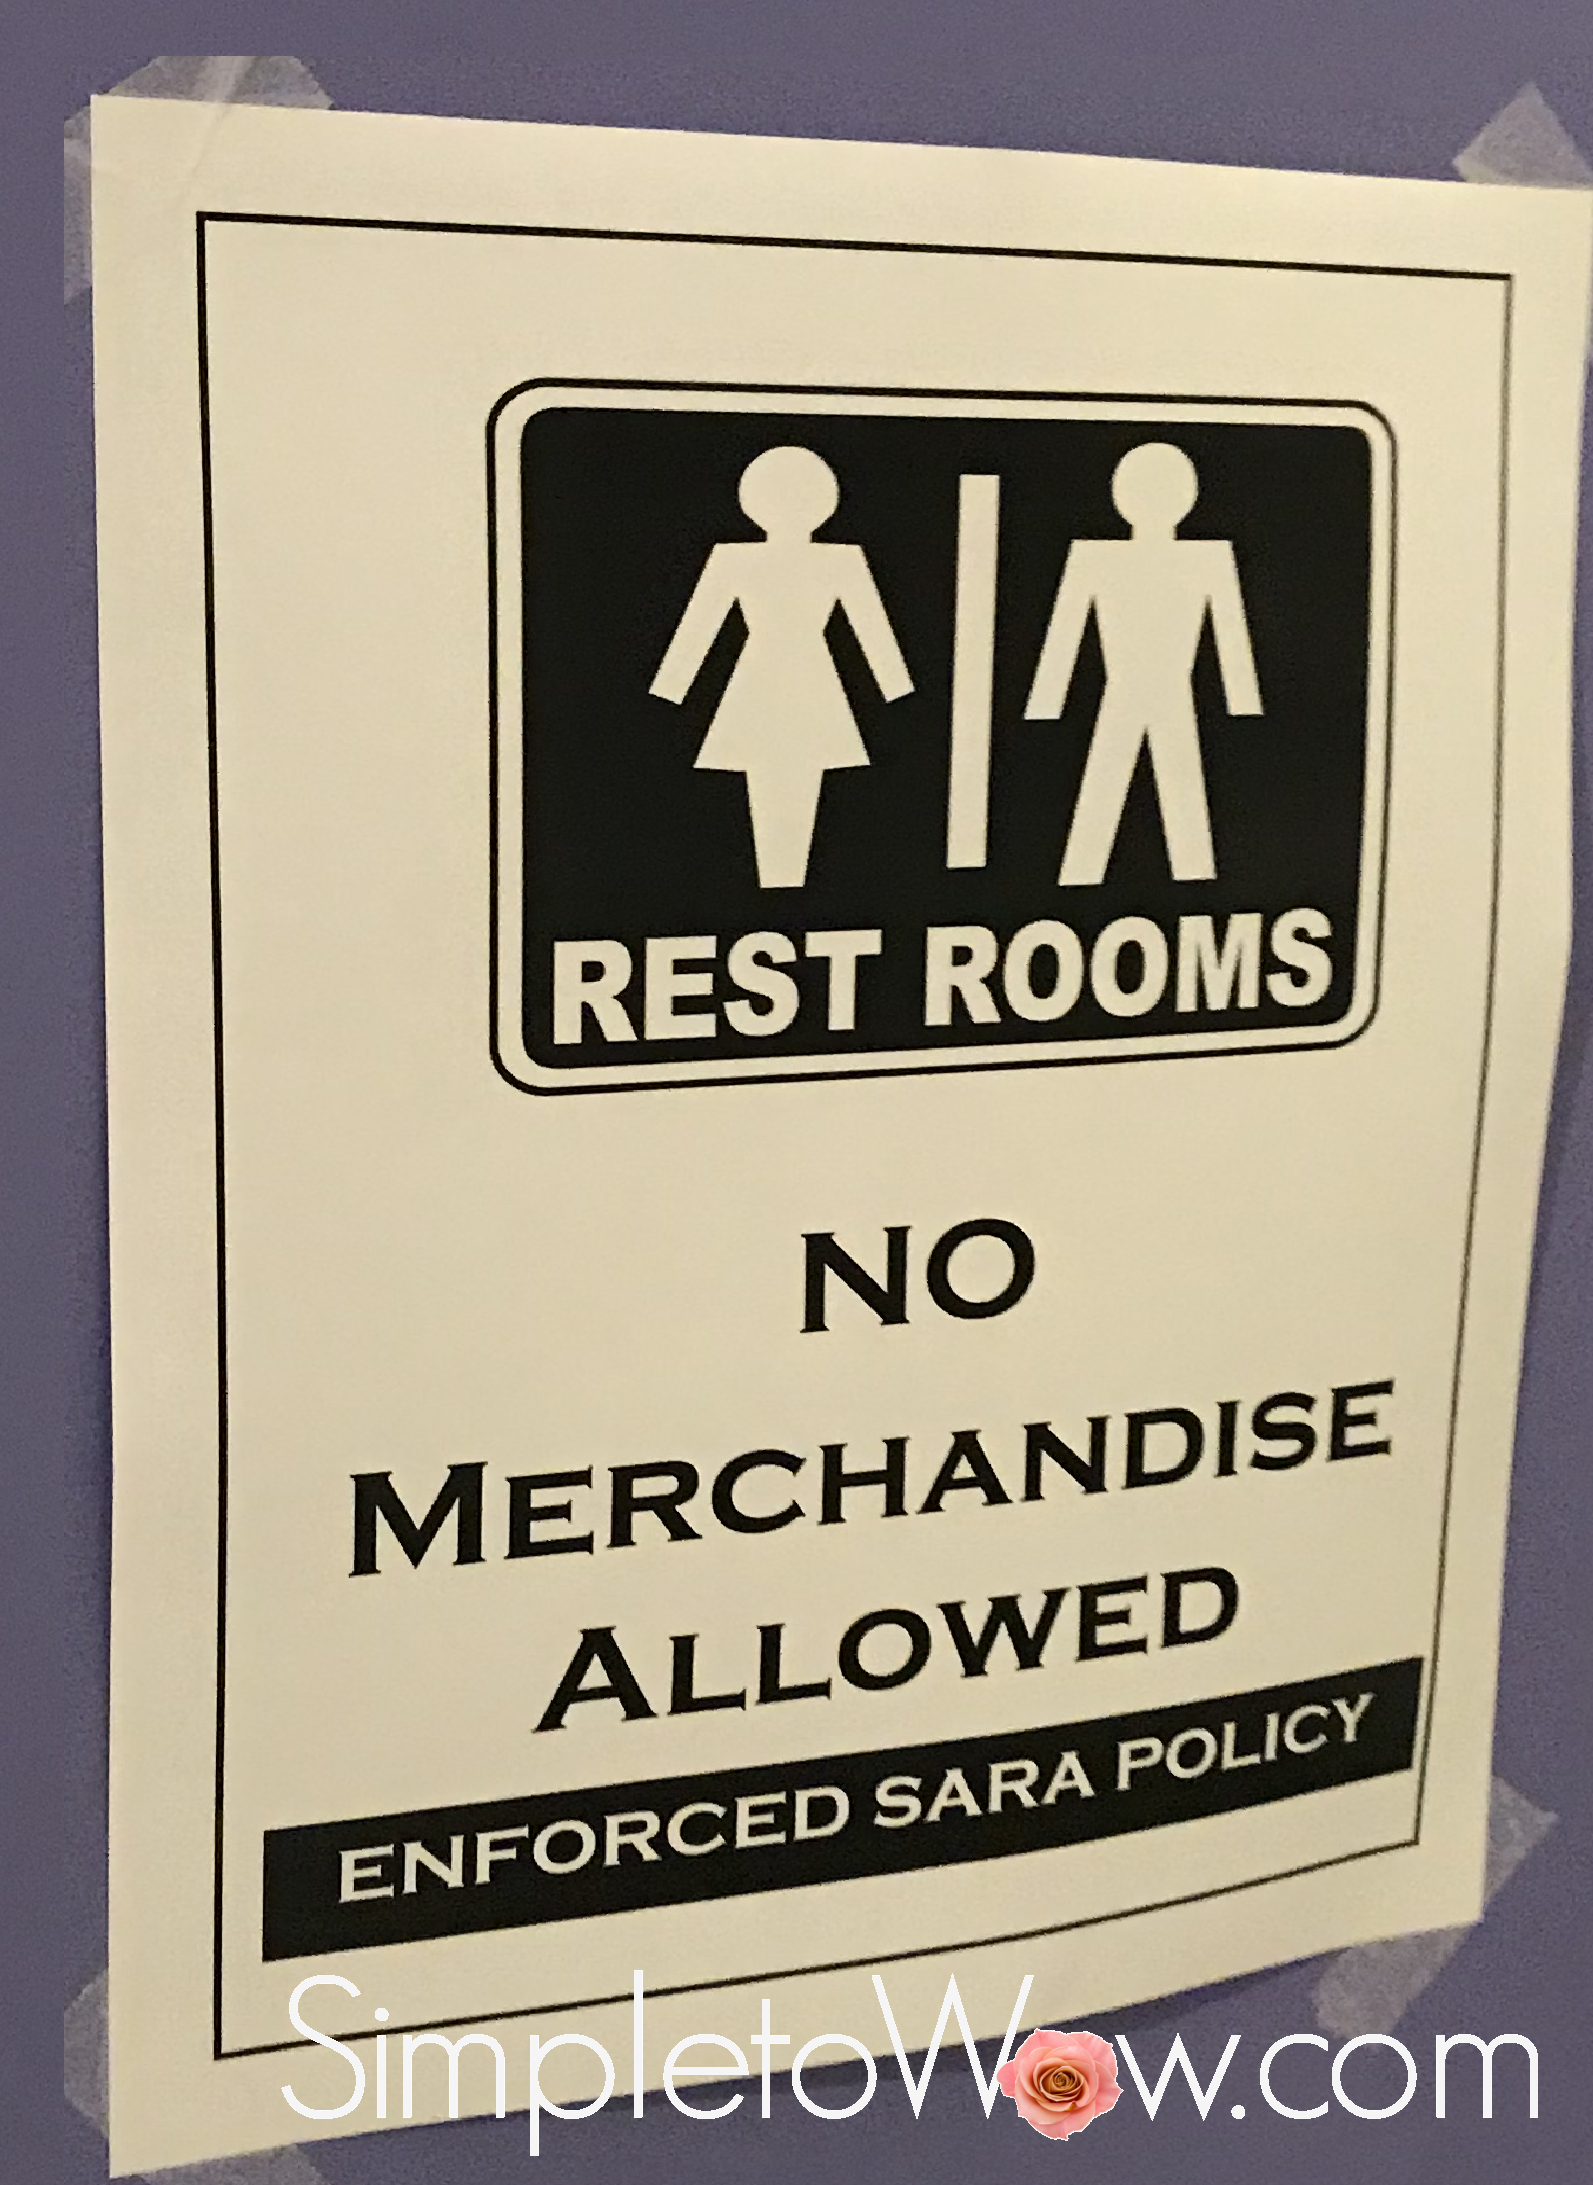 REST ROOMS
NO
MERCHANDISE
ALLOWED
ENFORCED SARA POLICY
SimpletoWow.com